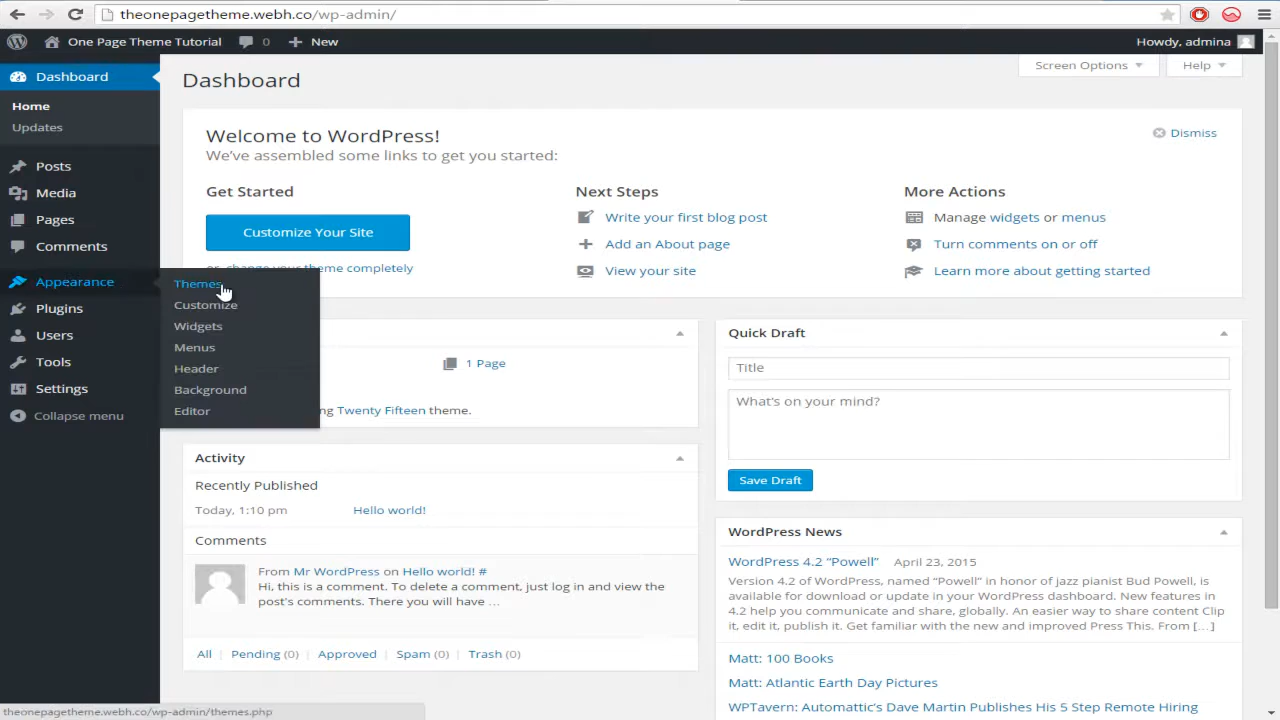 theonepagetheme.webh.co/wp-admin/
One Page Theme Tutorial
0
New
Howdy, admina
Dashboard
Home
Updates
Posts
Media
Pages
Comments
Appearance
Plugins
Users
Tools
Settings
Collapse menu
Themes
Customize
Widgets
Menus
Header
Background
Editor
Dashboard
Screen Options
Help
Welcome to WordPress!
We've assembled some links to get you started:
Dismiss
Get Started
Customize Your Site
or, change your theme completely
Next Steps
Write your first blog post
Add an About page
View your site
More Actions
Manage widgets or menus
Turn comments on or off
Learn more about getting started
1 Page
Twenty Fifteen theme.
Activity
Recently Published
Today, 1:10 pm
Hello world!
Comments
From Mr WordPress on Hello world! #
Hi, this is a comment. To delete a comment, just log in and view the
post's comments. There you will have …
All | Pending (0) | Approved | Spam (0) | Trash (0)
Quick Draft
Title
What's on your mind?
Save Draft
WordPress News
WordPress 4.2 "Powell" April 23, 2015
Version 4.2 of WordPress, named "Powell" in honor of jazz pianist Bud Powell, is
available for download or update in your WordPress dashboard. New features in
4.2 help you communicate and share, globally. An easier way to share content Clip
it, edit it, publish it. Get familiar with the new and improved Press This. From […]
Matt: 100 Books
Matt: Atlantic Earth Day Pictures
WPTavern: Automattic's Dave Martin Publishes His 5 Step Remote Hiring
theonepagetheme.webh.co/wp-admin/themes.php